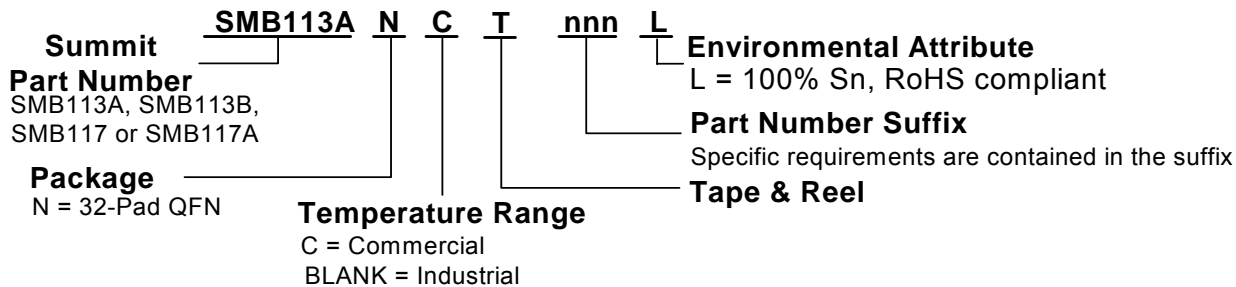 SMB113A N C T nnn L
Summit
Part Number
SMB113A, SMB113B,
SMB117 or SMB117A
Package
N = 32-Pad QFN
Temperature Range
C = Commercial
BLANK = Industrial
Environmental Attribute
L = 100% Sn, RoHS compliant
Part Number Suffix
Specific requirements are contained in the suffix
Tape & Reel